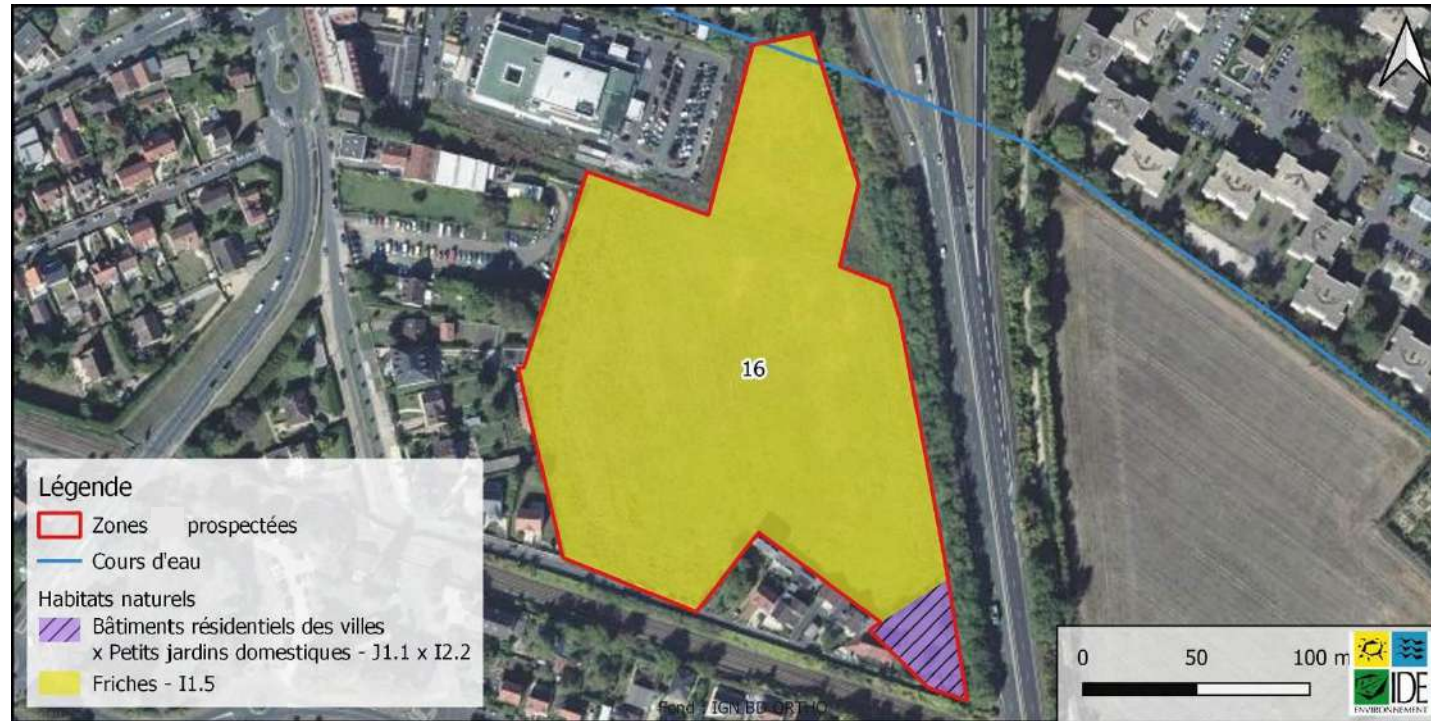 16
Légende
Zones prospectées
Cours d'eau
Habitats naturels
Bâtiments résidentiels des villes
x Petits jardins domestiques - J1.1 x I2.2
Friches - I1.5
Fond : IGN BD ORTHO
0 50 100 m
IDE
ENVIRONNEMENT